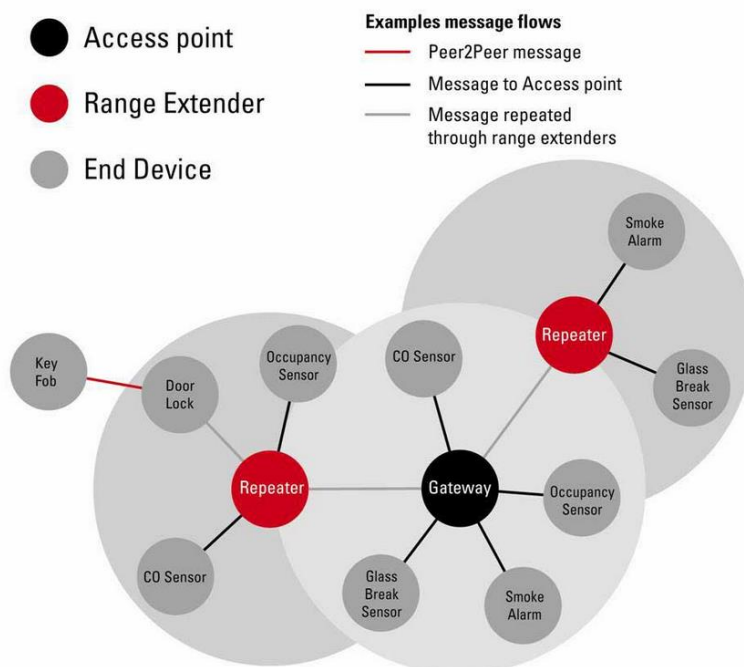 Access point
Range Extender
End Device
Examples message flows
Peer2Peer message
Message to Access point
Message repeated
through range extenders
Smoke
Alarm
Repeater
Glass
Break
Sensor
Key
Fob
Door
Lock
Occupancy
Sensor
CO Sensor
Repeater
Gateway
Occupancy
Sensor
CO Sensor
Glass
Break
Sensor
Smoke
Alarm